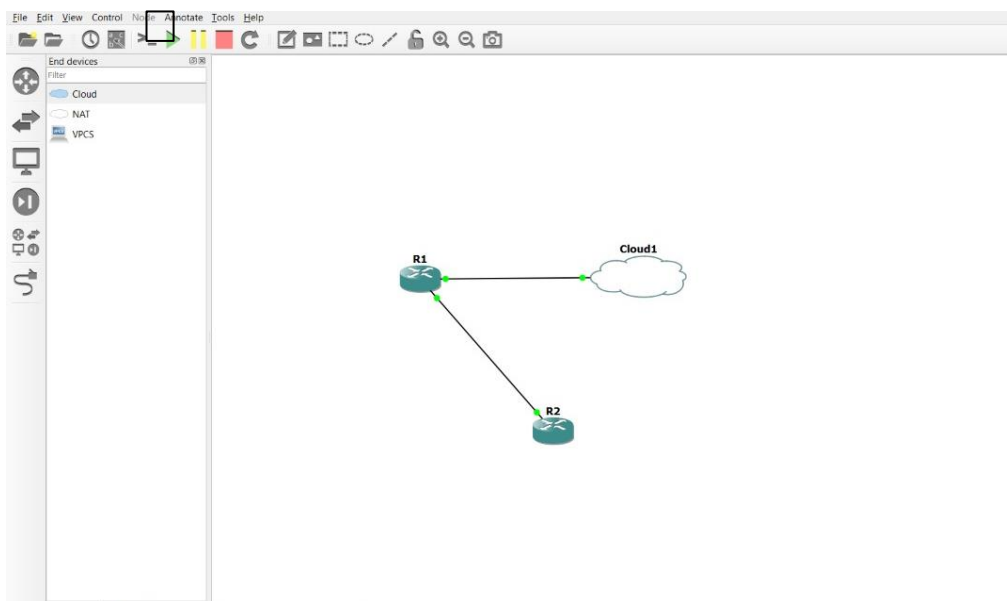 File Edit View Control Node Annotate Tools Help
End devices
Filter
Cloud
NAT
VPCS
R1
Cloud1
R2